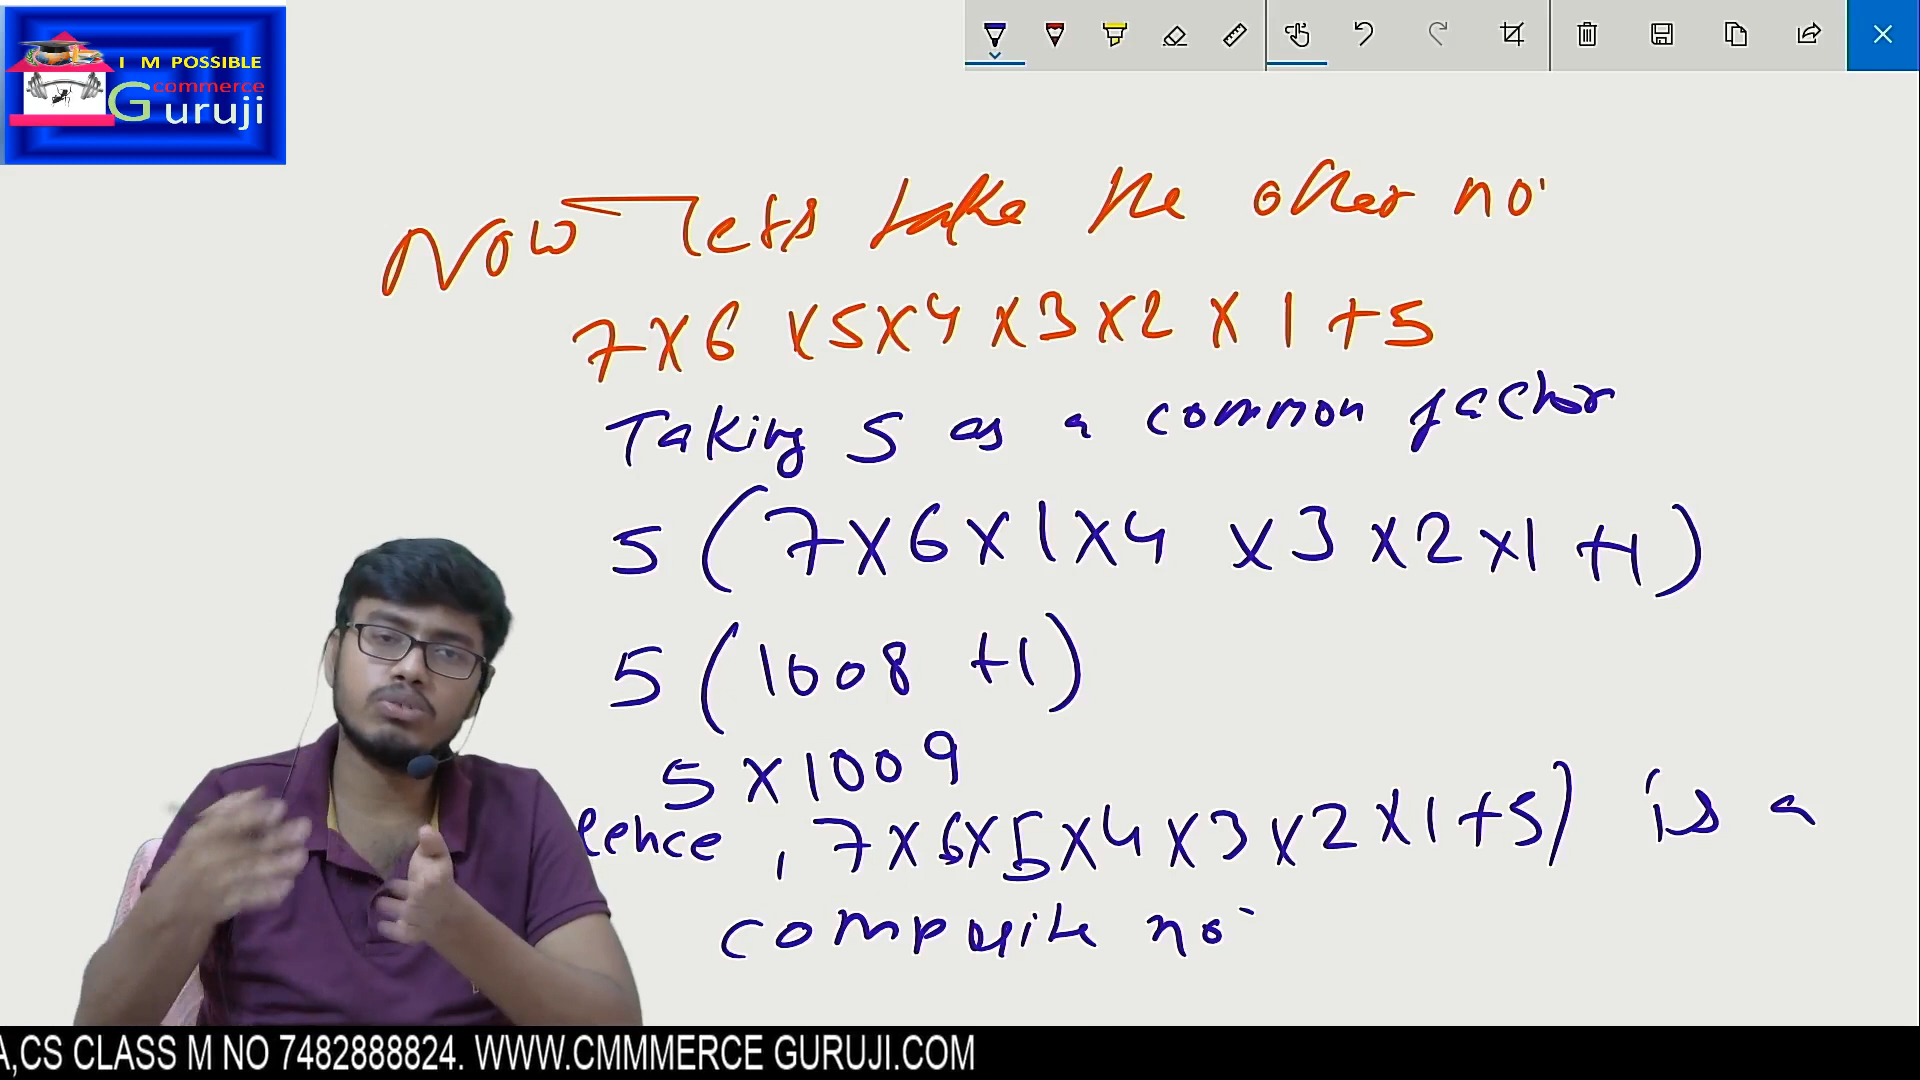 I M POSSIBLE
commerce
Guruji
Now lets take the other no.
7×6×5×4×3×2×1+5
Taking 5 as a common factor
5(7×6×1×4×3×2×1+1)
5(1008+1)
5×1009
ence, 7×6×5×4×3×2×1+5) is a
composite no.
A,CS CLASS M NO 7482888824. WWW.CMMMERCE GURUJI.COM